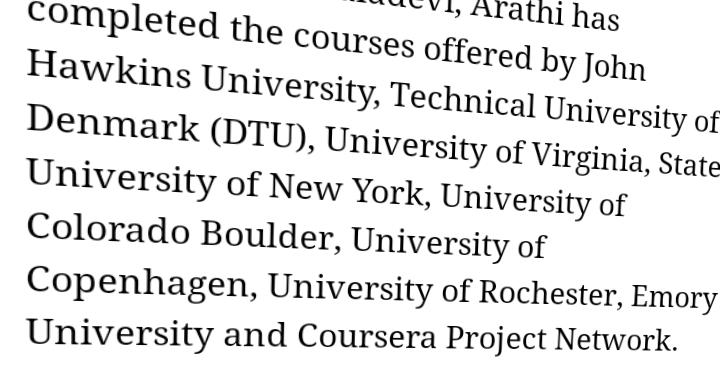 Arathi has
completed the courses offered by John
Hawkins University, Technical University of
Denmark (DTU), University of Virginia, State
University of New York, University of
Colorado Boulder, University of
Copenhagen, University of Rochester, Emory
University and Coursera Project Network.